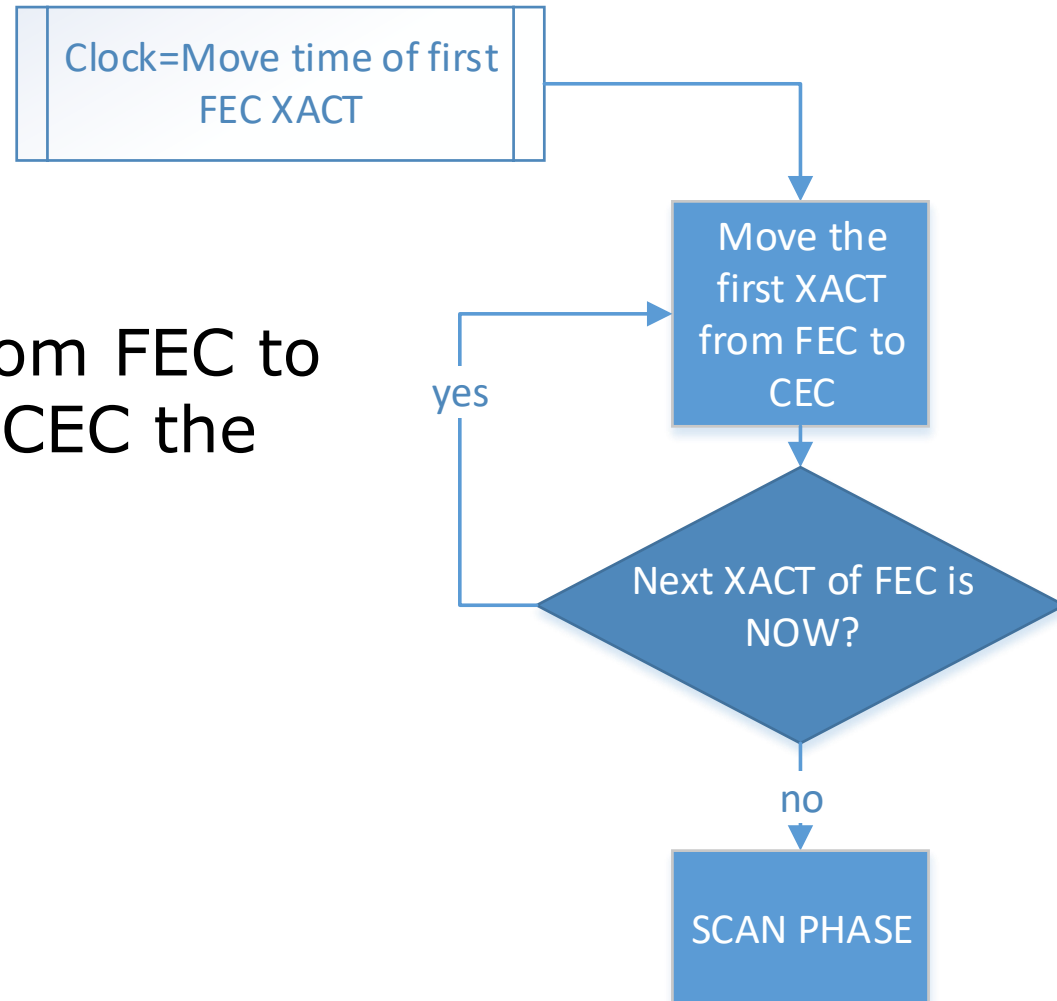 Clock=Move time of first
FEC XACT
Move the
first XACT
from FEC to
CEC
om FEC to
CEC the
yes
Next XACT of FEC is
NOW?
no
SCAN PHASE